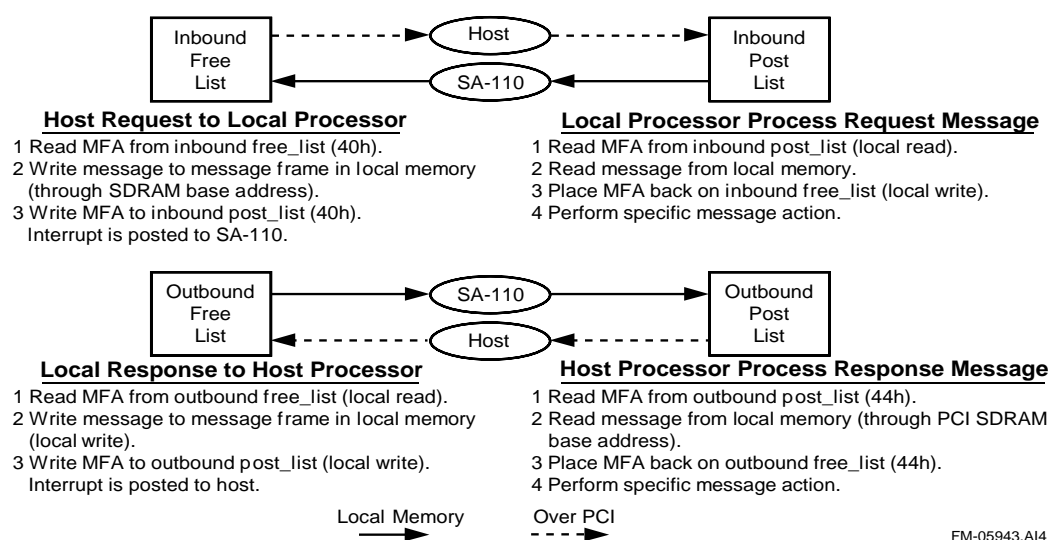 Inbound
Free
List
Host
SA-110
Inbound
Post
List
Host Request to Local Processor
1 Read MFA from inbound free_list (40h).
2 Write message to message frame in local memory
(through SDRAM base address).
3 Write MFA to inbound post_list (40h).
Interrupt is posted to SA-110.
Local Processor Process Request Message
1 Read MFA from inbound post_list (local read).
2 Read message from local memory.
3 Place MFA back on inbound free_list (local write).
4 Perform specific message action.
Outbound
Free
List
SA-110
Host
Outbound
Post
List
Local Response to Host Processor
1 Read MFA from outbound free_list (local read).
2 Write message to message frame in local memory
(local write).
3 Write MFA to outbound post_list (local write).
Interrupt is posted to host.
Host Processor Process Response Message
1 Read MFA from outbound post_list (44h).
2 Read message from local memory (through PCI SDRAM
base address).
3 Place MFA back on outbound free_list (44h).
4 Perform specific message action.
Local Memory
Over PCI
FM-05943.AI4